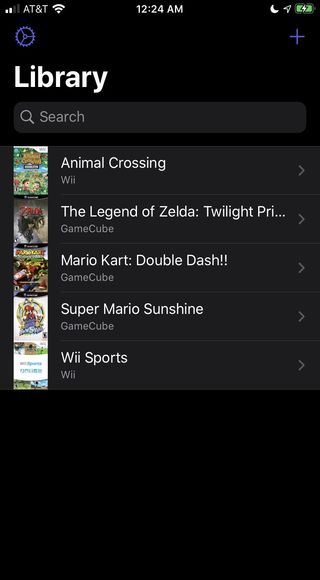 AT&T 12:24 AM
Library
Search
Animal Crossing
Wii
The Legend of Zelda: Twilight Pri...
GameCube
Mario Kart: Double Dash!!
GameCube
Super Mario Sunshine
GameCube
Wii Sports
Wii